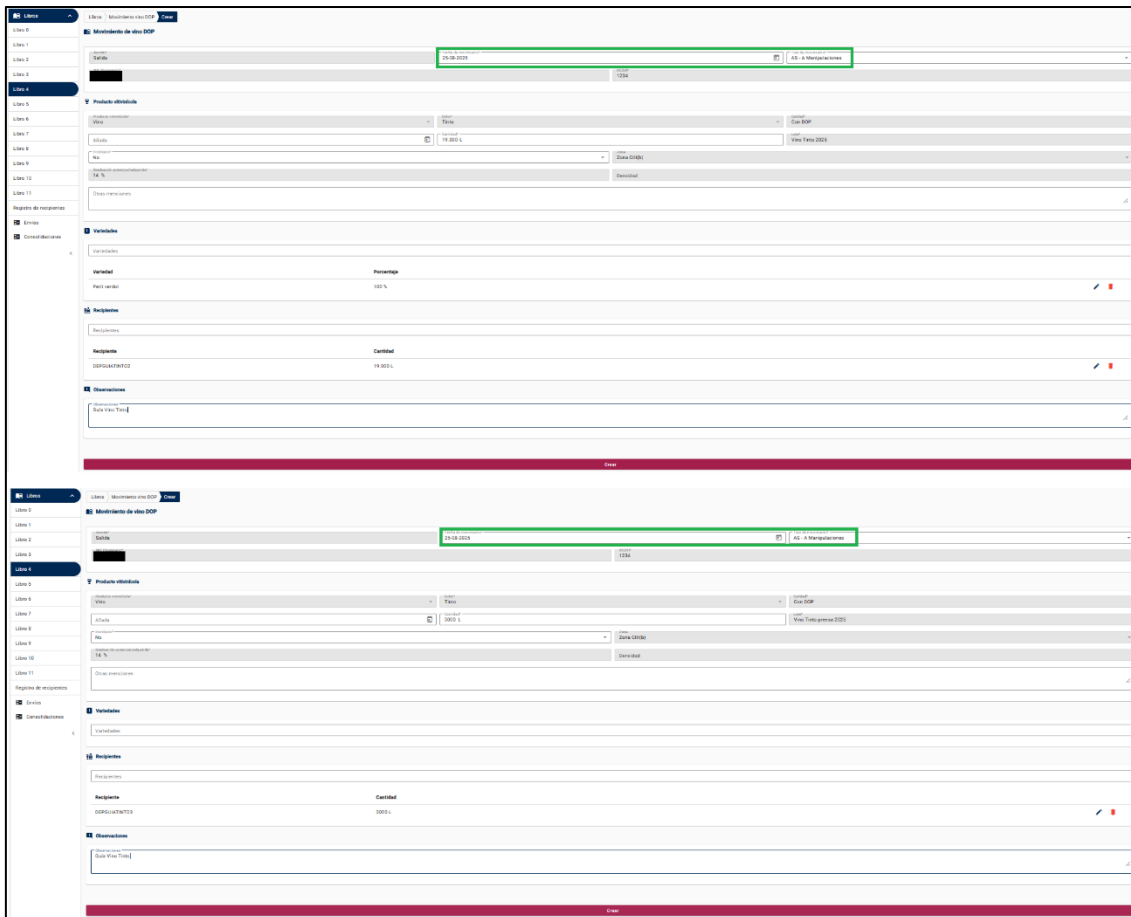 Libros
Libro 0
Libro 1
Libro 2
Libro 3
Libro 4
Libro 5
Libro 6
Libro 7
Libro 8
Libro 9
Libro 10
Libro 11
Registro de recipientes
Envíos
Consolidaciones
Libros Movimiento vino DOP Crear
Movimiento de vino DOP
Salida
AS - A Manipulaciones
1234
Producto vitivinícola
Vino
Tinto
Con DOP
Añada
19.000 L
Vino Tinto 2025
No
Zona CIII(b)
14 %
Densidad
Otras menciones
Variedades
Variedades
Variedad Porcentaje
Petit verdot 100 %
Recipientes
Recipientes
Recipiente Cantidad
DEPGUIATINTO2 19.000 L
Observaciones
Observaciones
Guía Vino Tinto
Crear
Libros
Libro 0
Libro 1
Libro 2
Libro 3
Libro 4
Libro 5
Libro 6
Libro 7
Libro 8
Libro 9
Libro 10
Libro 11
Registro de recipientes
Envíos
Consolidaciones
Libros Movimiento vino DOP Crear
Movimiento de vino DOP
Salida
25-08-2025
AS - A Manipulaciones
1234
Producto vitivinícola
Vino
Tinto
Con DOP
Añada
3000 L
Vino Tinto prensa 2025
No
Zona CIII(b)
14 %
Densidad
Otras menciones
Variedades
Variedades
Recipientes
Recipientes
Recipiente Cantidad
DEPGUIATINTO3 3000 L
Observaciones
Observaciones
Guía Vino Tinto
Crear